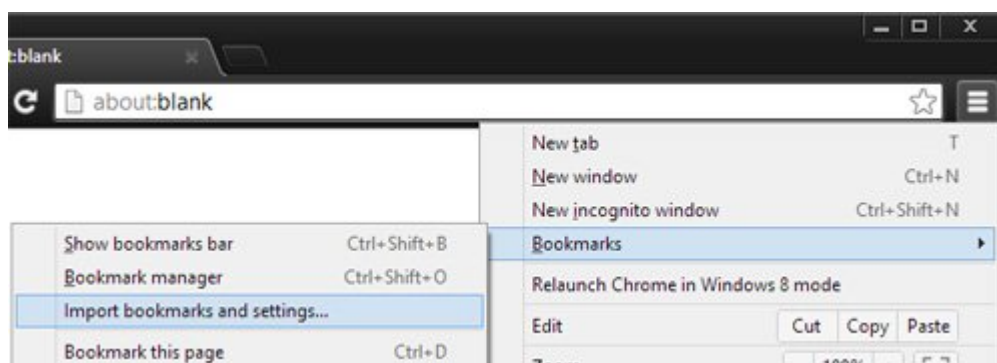 t:blank
about:blank
New tab T
New window Ctrl+N
New incognito window Ctrl+Shift+N
Show bookmarks bar Ctrl+Shift+B
Bookmarks
Bookmark manager Ctrl+Shift+O
Relaunch Chrome in Windows 8 mode
Import bookmarks and settings...
Edit Cut Copy Paste
Bookmark this page Ctrl+D